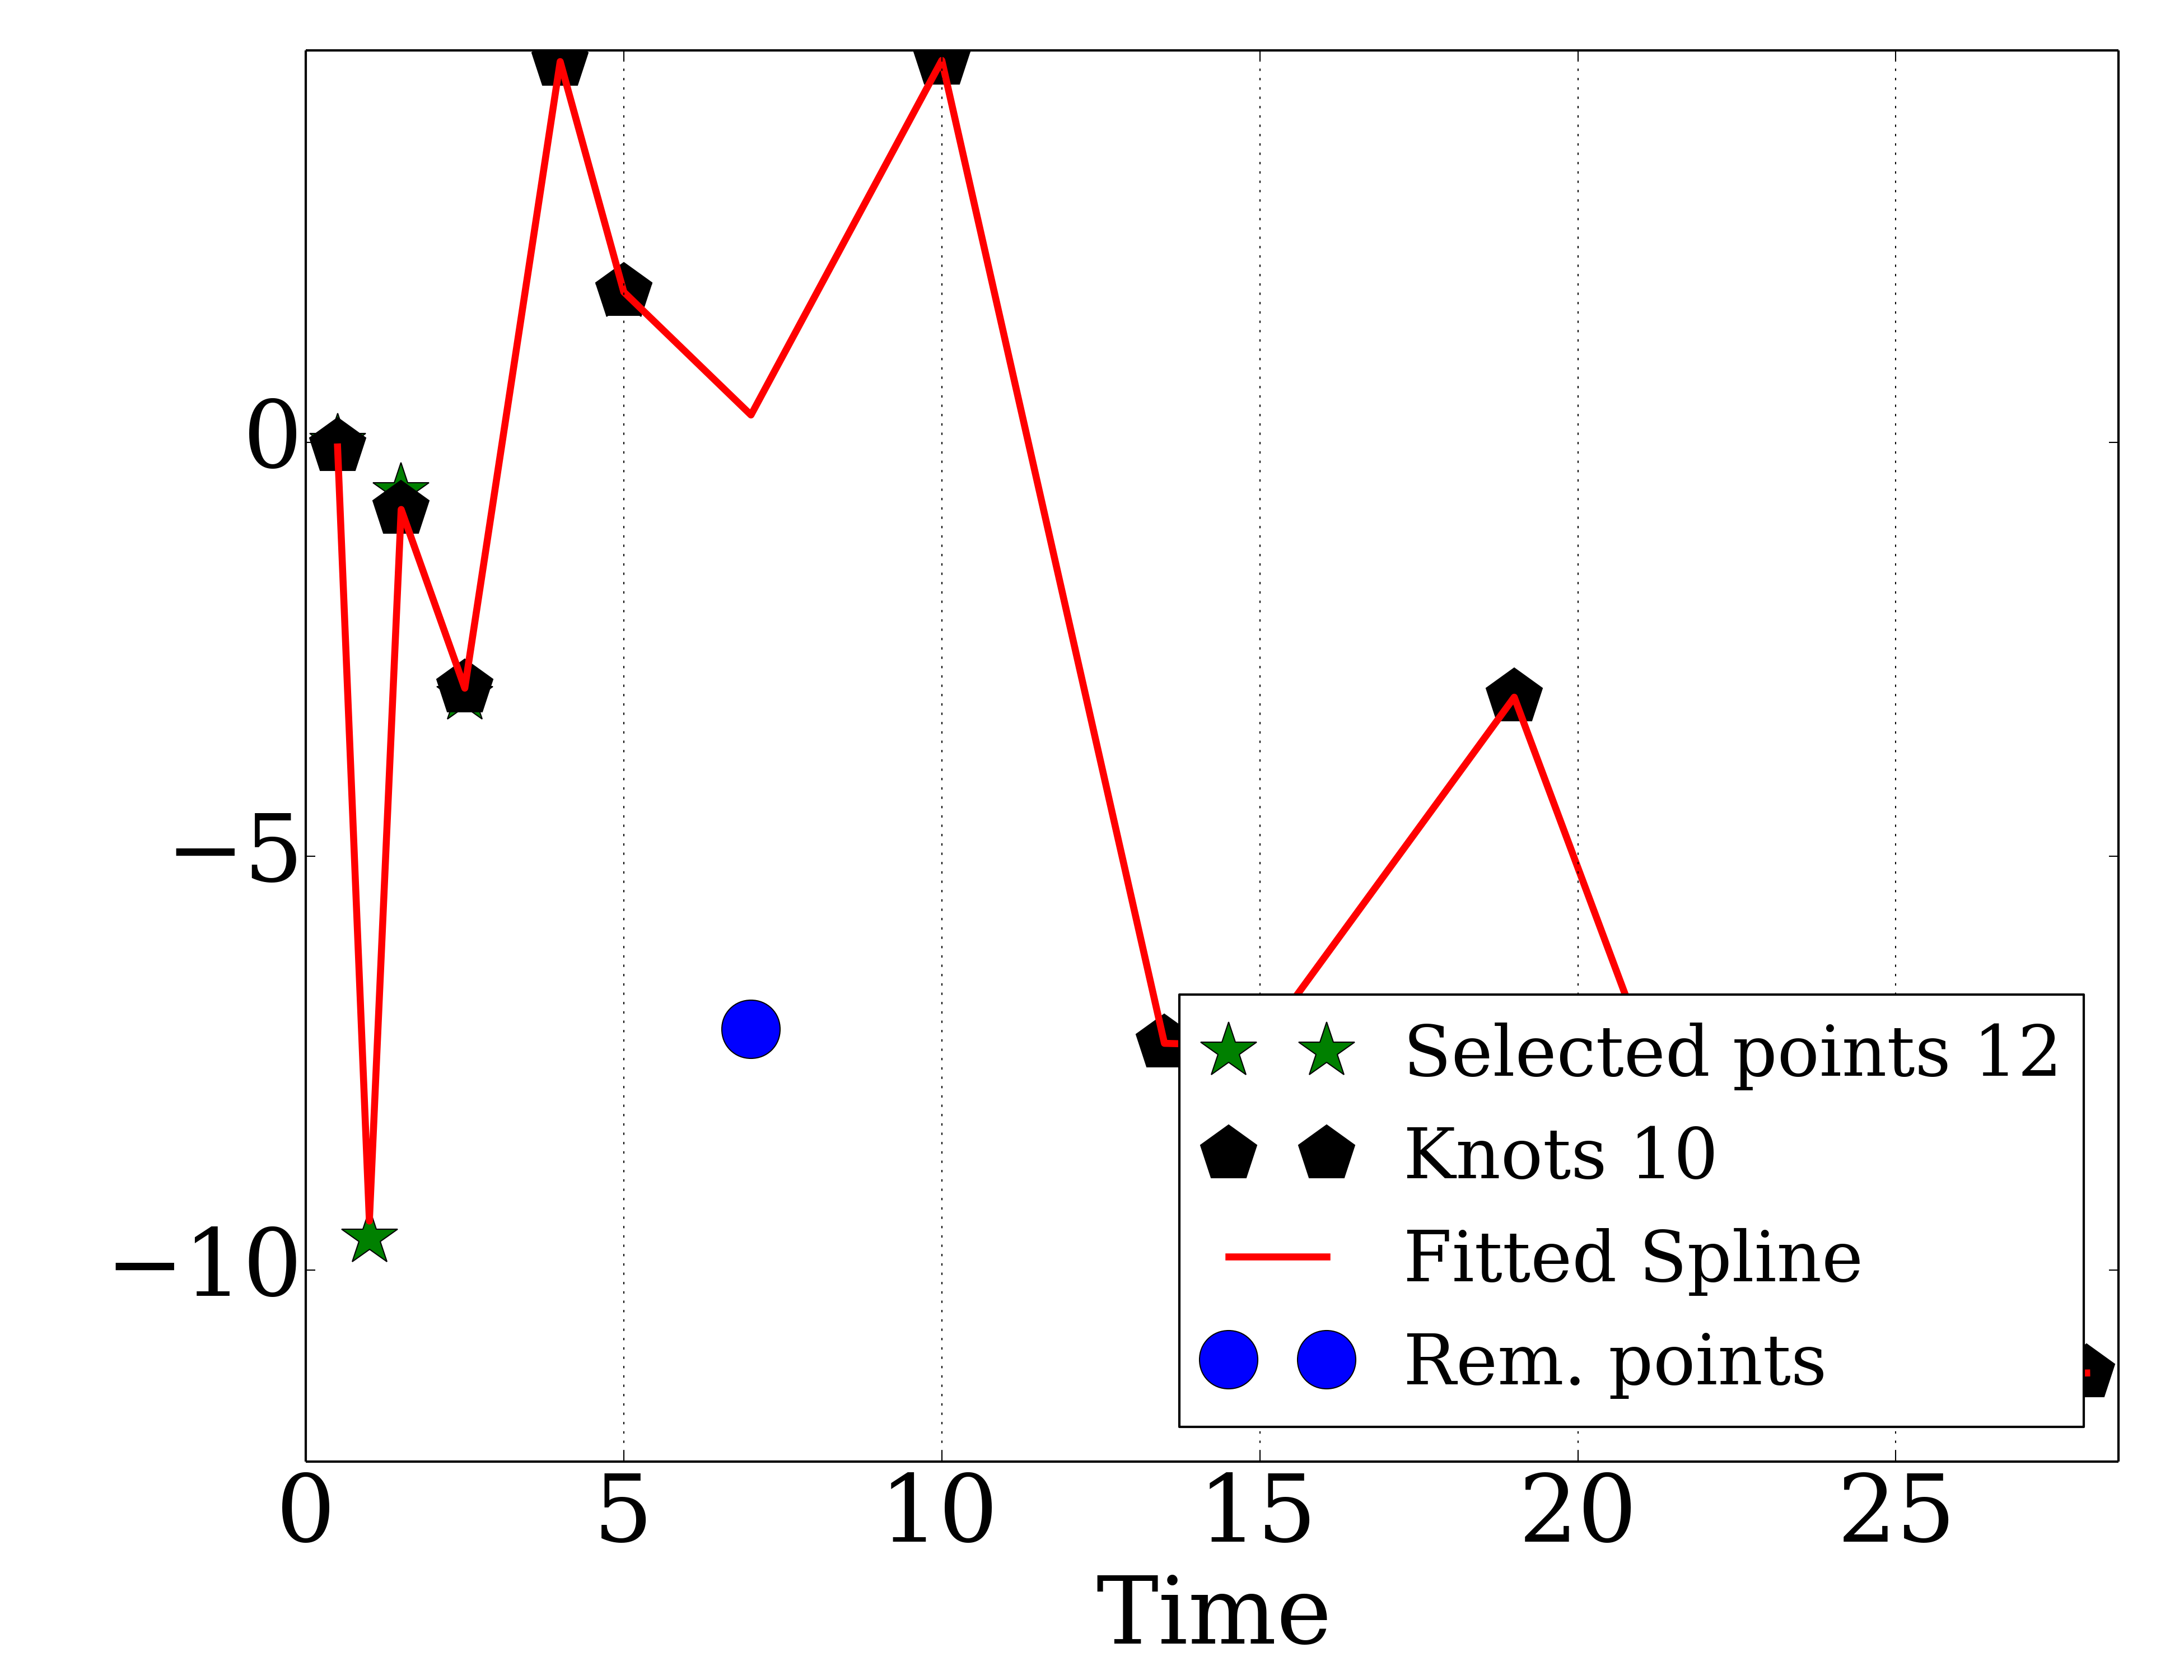 0
−5
−10
Selected points 12
Knots 10
Fitted Spline
Rem. points
0 5 10 15 20 25
Time